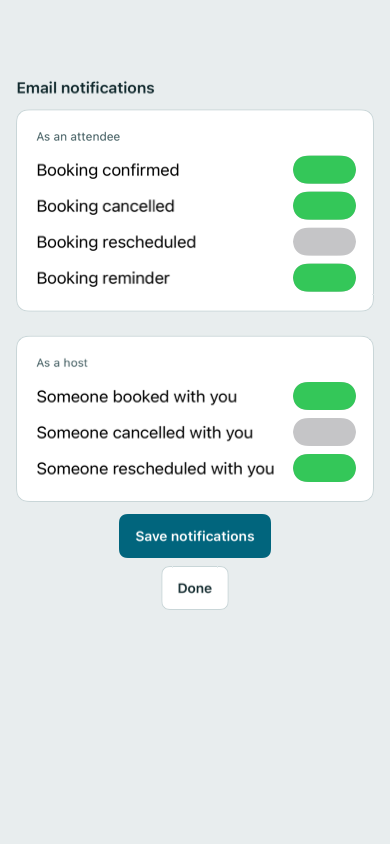 Email notifications
As an attendee
Booking confirmed
Booking cancelled
Booking rescheduled
Booking reminder
As a host
Someone booked with you
Someone cancelled with you
Someone rescheduled with you
Save notifications
Done